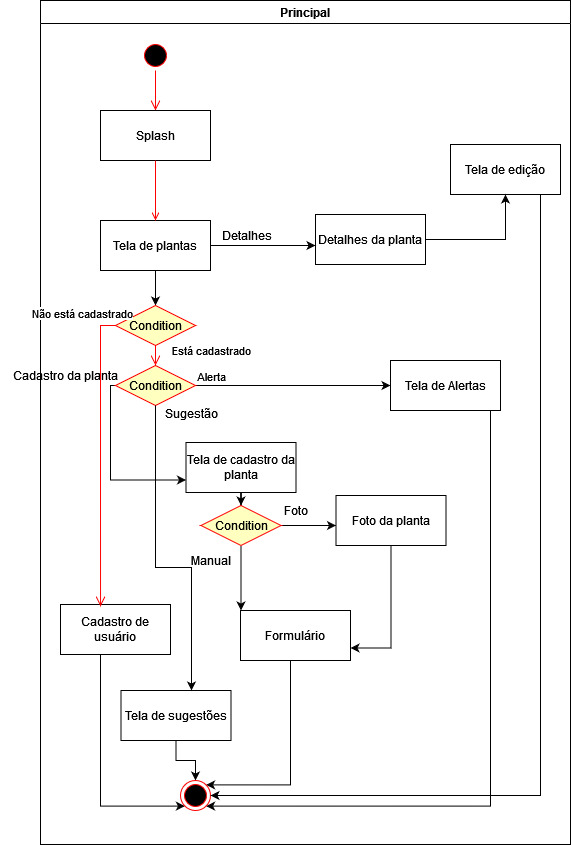 Principal
Splash
Tela de edição
Tela de plantas
Detalhes
Detalhes da planta
Não está cadastrado
Condition
Está cadastrado
Cadastro da planta
Condition
Alerta
Tela de Alertas
Sugestão
Tela de cadastro da
planta
Condition
Foto
Foto da planta
Manual
Cadastro de
usuário
Formulário
Tela de sugestões